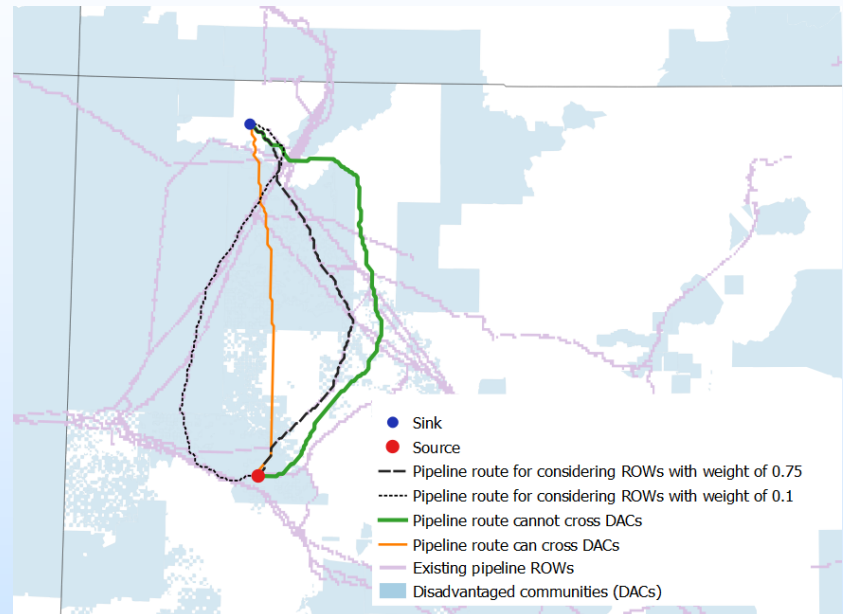 Sink
Source
Pipeline route for considering ROWs with weight of 0.75
Pipeline route for considering ROWs with weight of 0.1
Pipeline route cannot cross DACs
Pipeline route can cross DACs
Existing pipeline ROWs
Disadvantaged communities (DACs)